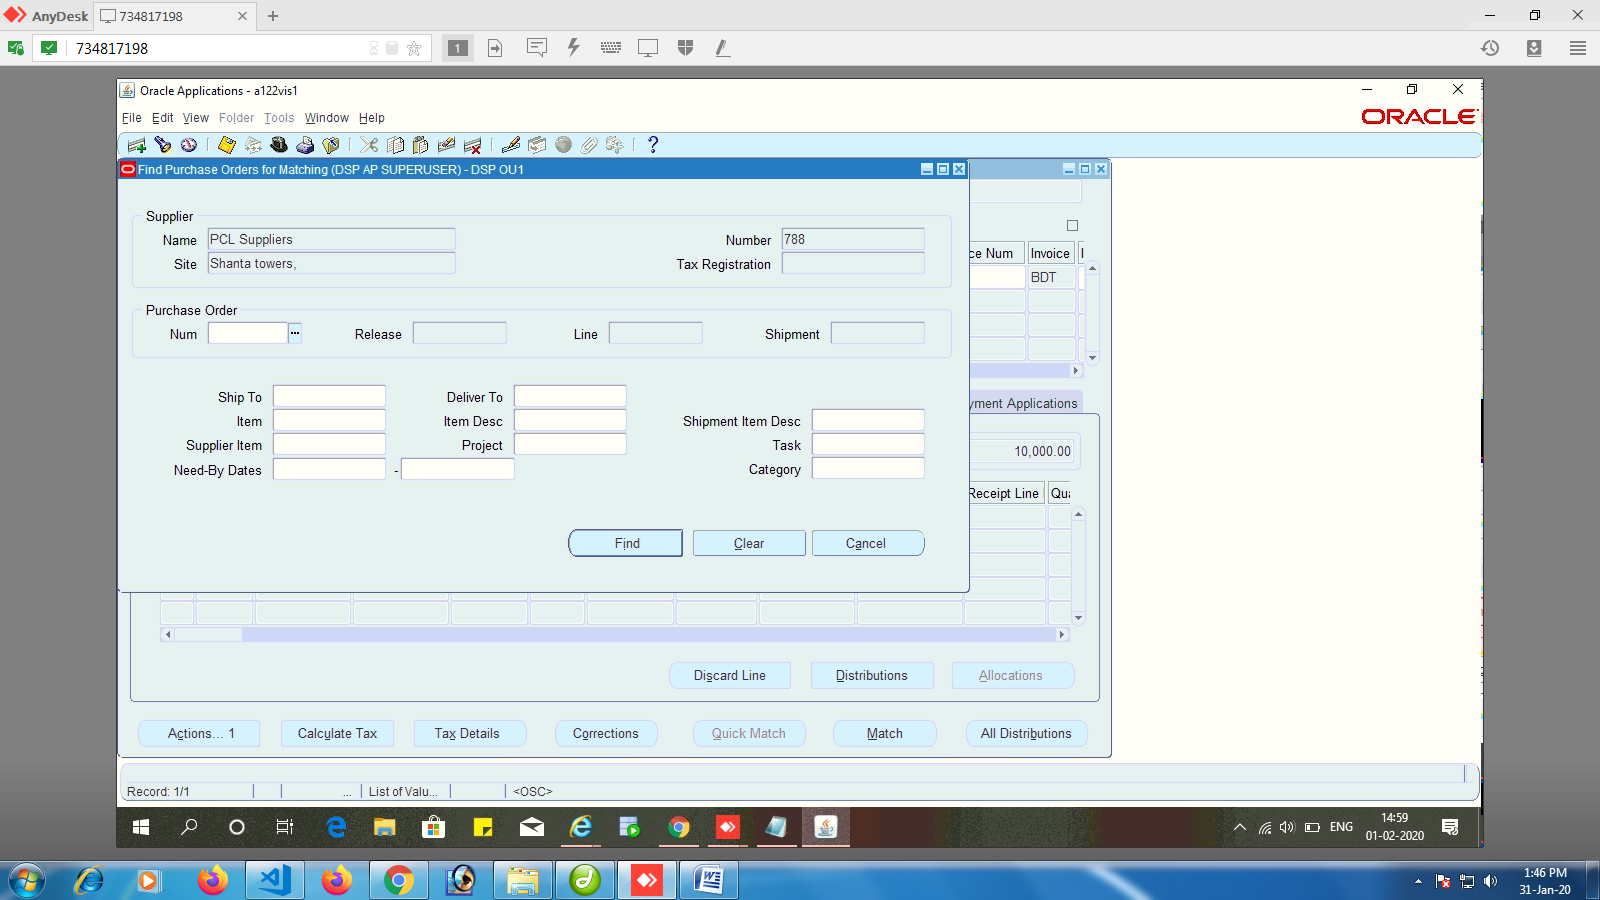 AnyDesk 734817198
734817198 1
Oracle Applications - a122vis1
File Edit View Folder Tools Window Help
ORACLE
Find Purchase Orders for Matching (DSP AP SUPERUSER) - DSP OU1
Supplier
Name PCL Suppliers Number 788
Site Shanta towers, Tax Registration
ce Num Invoice
BDT
Purchase Order
Num Release Line Shipment
Ship To Deliver To
yment Applications
Item Item Desc Shipment Item Desc
Supplier Item Project Task
10,000.00
Need-By Dates - Category
Receipt Line Qua
Find Clear Cancel
Discard Line Distributions Allocations
Actions... 1 Calculate Tax Tax Details Corrections Quick Match Match All Distributions
Record: 1/1 ... List of Valu... <OSC>
ENG 14:59
01-02-2020
1:46 PM
31-Jan-20